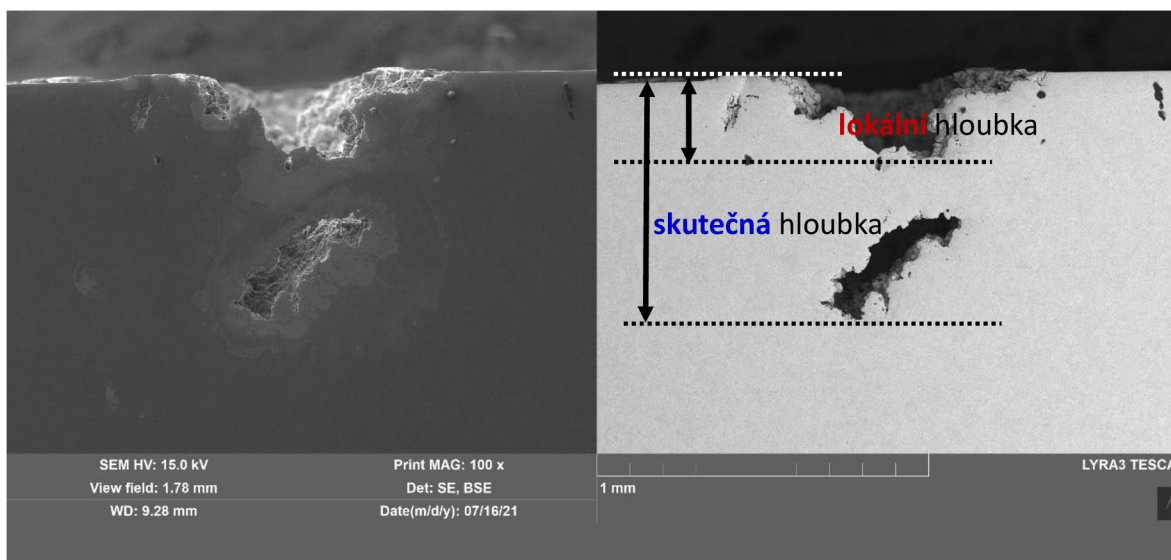 lokální hloubka
skutečná hloubka
SEM HV: 15.0 kV
Print MAG: 100 x
LYRA3 TESCA
View field: 1.78 mm
Det: SE, BSE
1 mm
WD: 9.28 mm
Date(m/d/y): 07/16/21